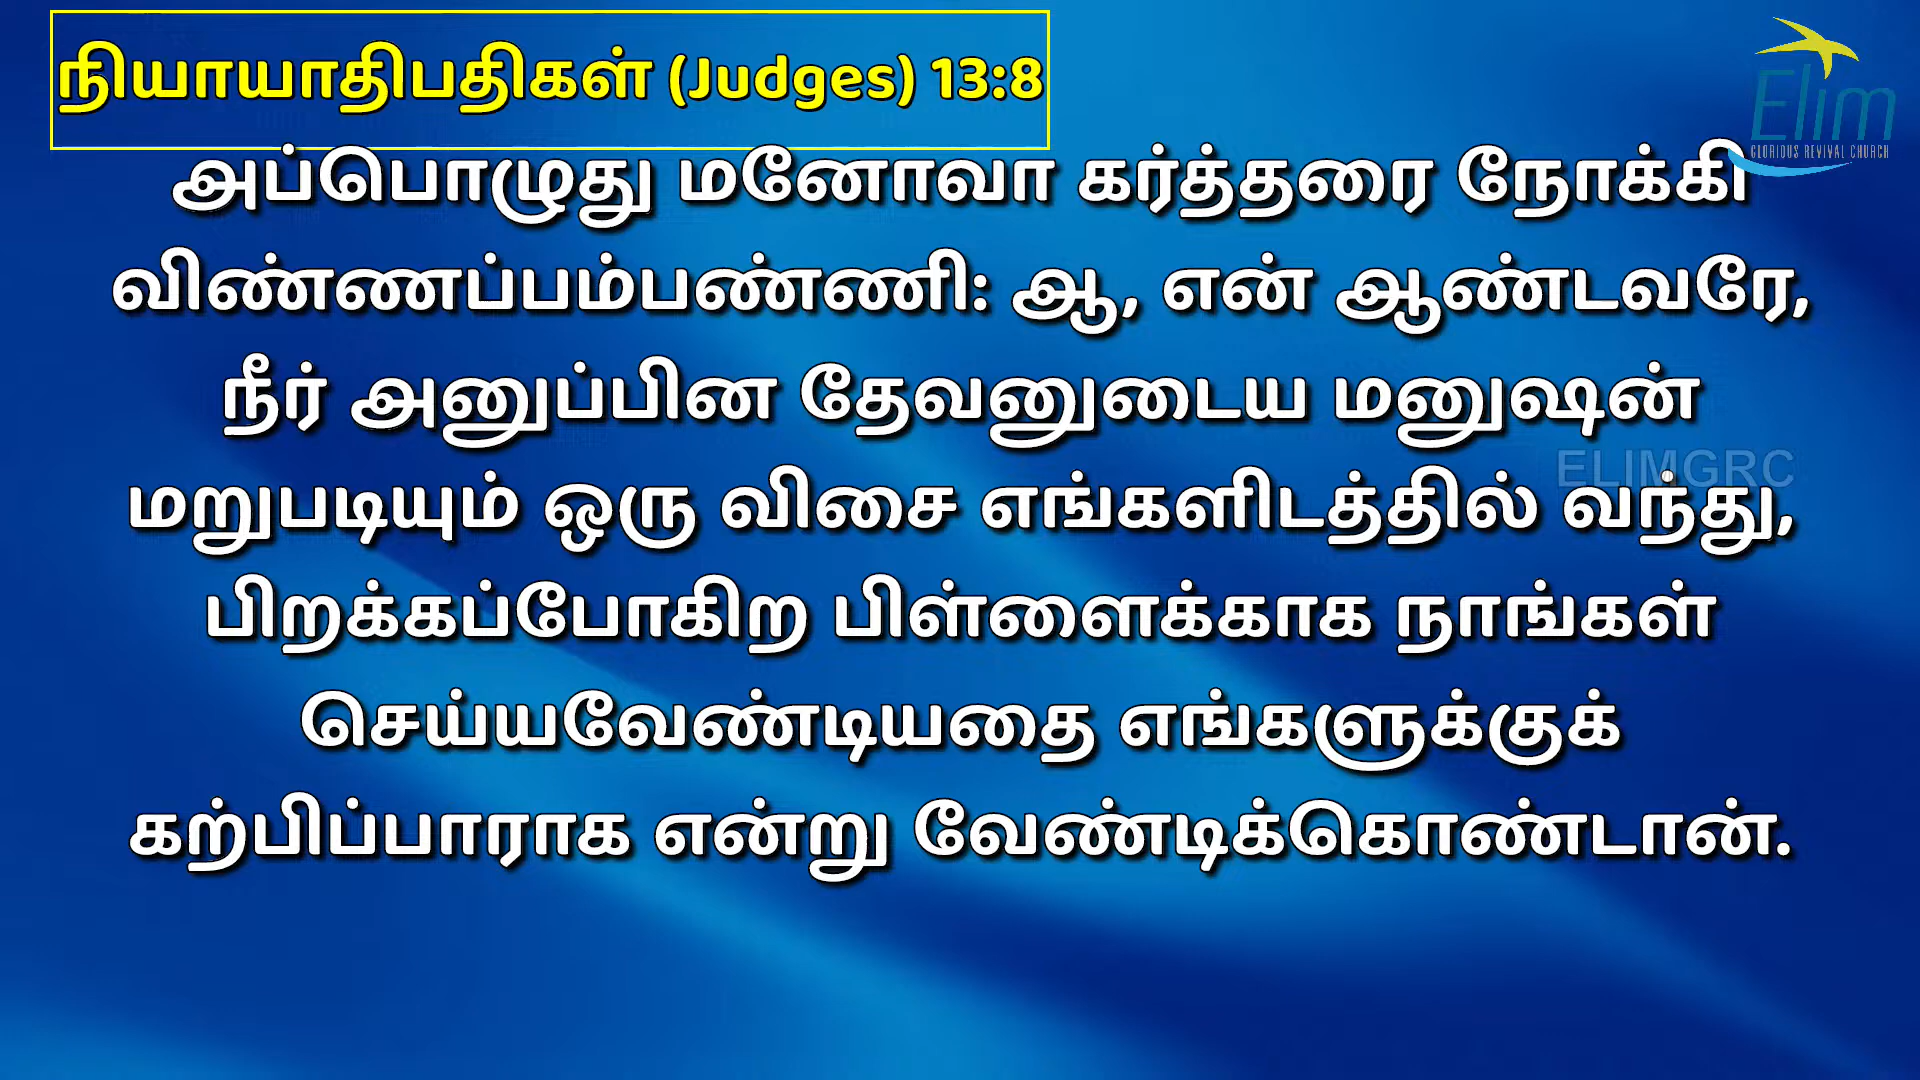 நியாயாதிபதிகள் (Judges) 13:8
Elim
GLORIOUS REVIVAL CHURCH
அப்பொழுது மனோவா கர்த்தரை நோக்கி
விண்ணப்பம்பண்ணி: ஆ, என் ஆண்டவரே,
நீர் அனுப்பின தேவனுடைய மனுஷன்
ELIMGRC
மறுபடியும் ஒரு விசை எங்களிடத்தில் வந்து,
பிறக்கப்போகிற பிள்ளைக்காக நாங்கள்
செய்யவேண்டியதை எங்களுக்குக்
கற்பிப்பாராக என்று வேண்டிக்கொண்டான்.